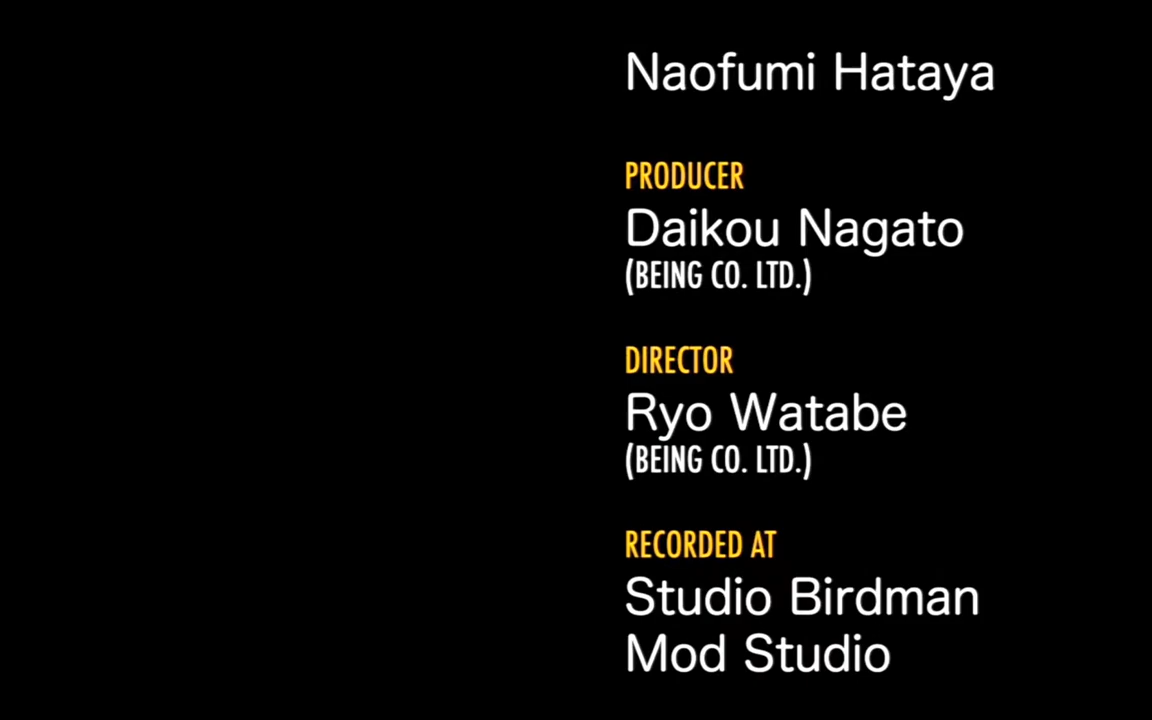 Naofumi Hataya
PRODUCER
Daikou Nagato
(BEING CO. LTD.)
DIRECTOR
Ryo Watabe
(BEING CO. LTD.)
RECORDED AT
Studio Birdman
Mod Studio